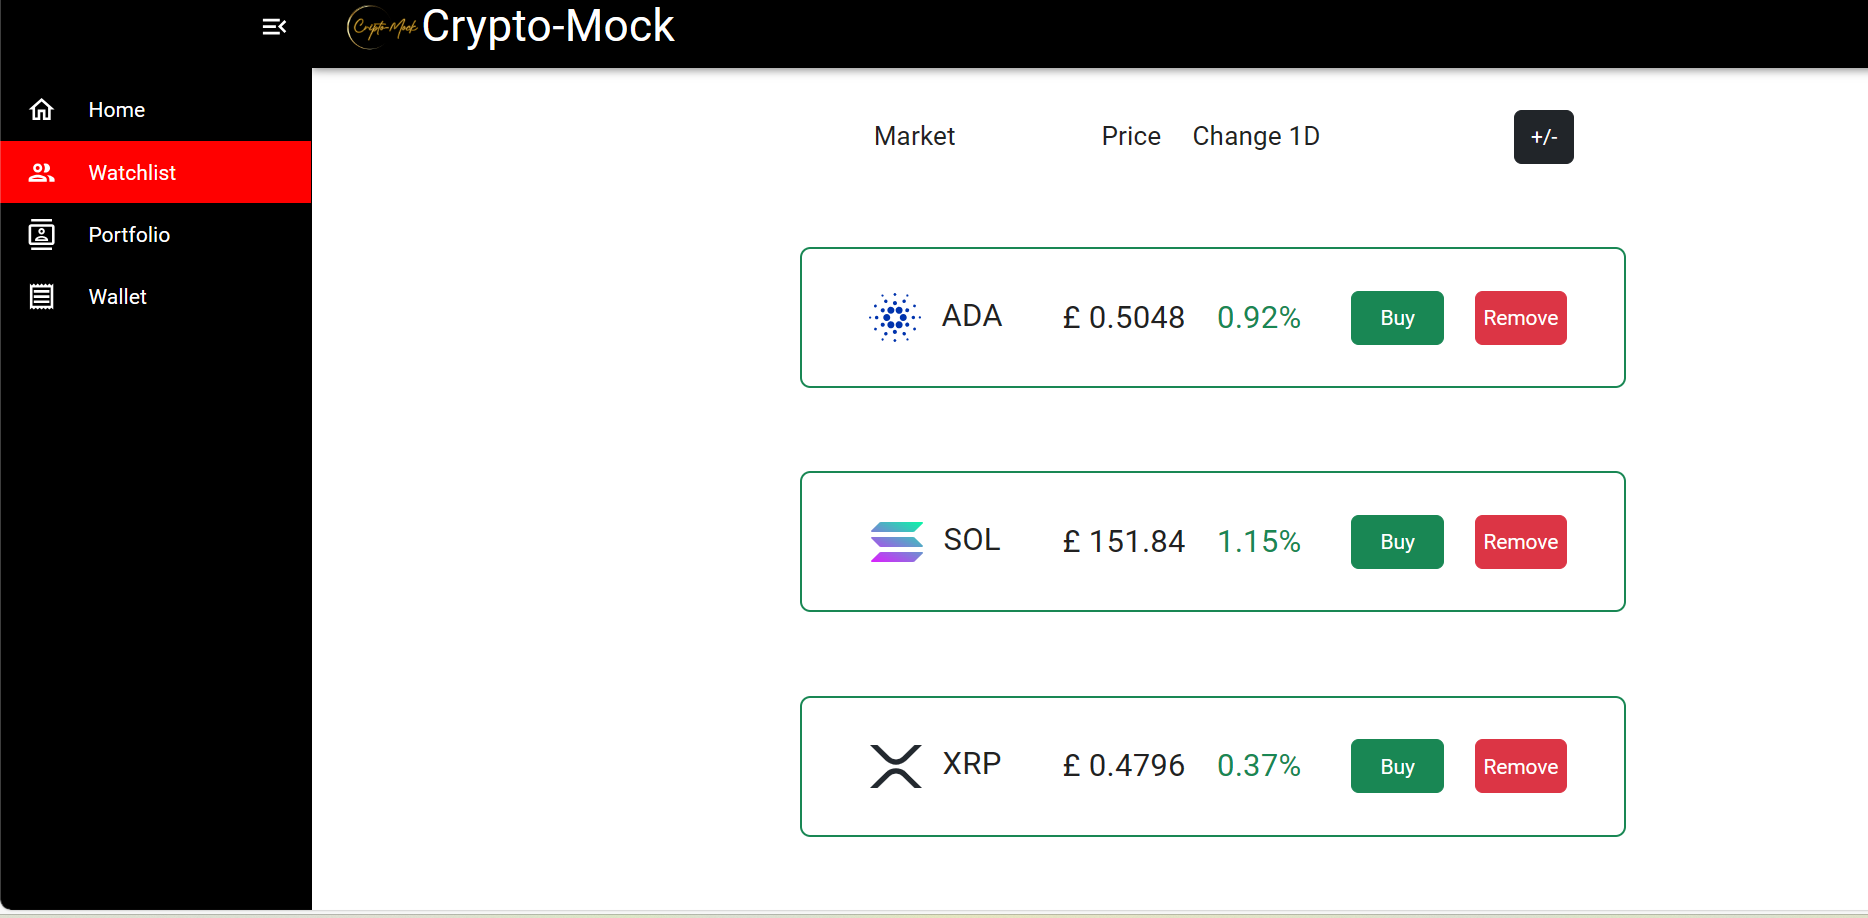 Crypto-Mock Crypto-Mock
Home
Watchlist
Portfolio
Wallet
Market Price Change 1D +/-
ADA £ 0.5048 0.92% Buy Remove
SOL £ 151.84 1.15% Buy Remove
XRP £ 0.4796 0.37% Buy Remove